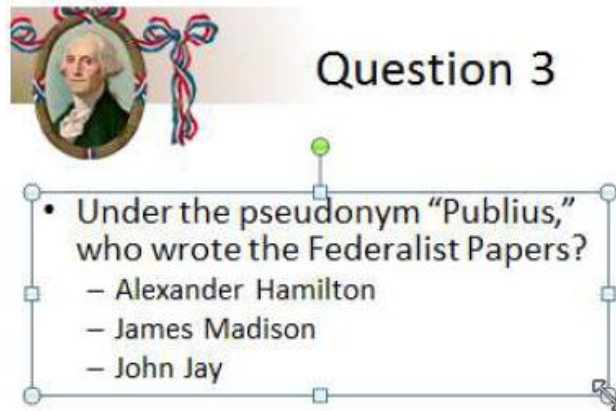 Question 3
• Under the pseudonym “Publius,”
who wrote the Federalist Papers?
– Alexander Hamilton
– James Madison
– John Jay